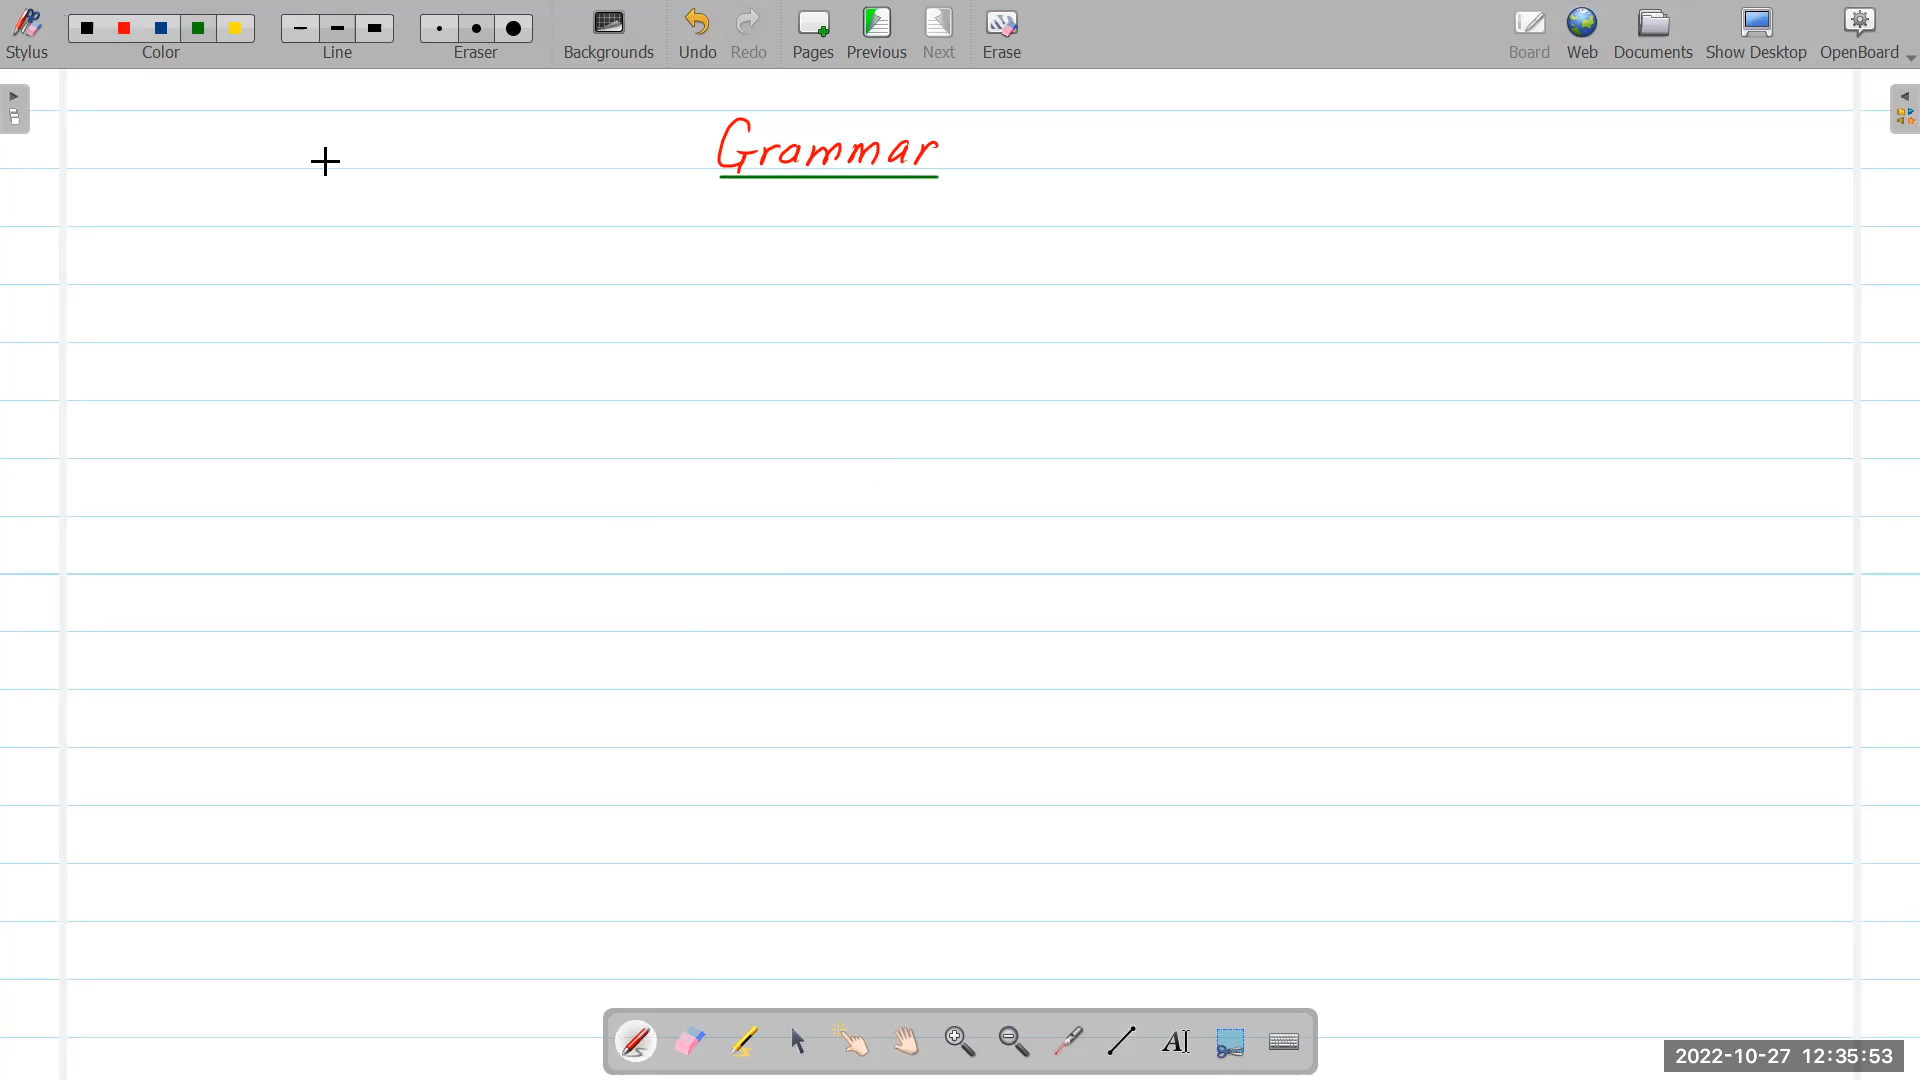 Stylus Color Line Eraser Backgrounds Undo Redo Pages Previous Next Erase Board Web Documents Show Desktop OpenBoard
Grammar
AI
2022-10-27 12:35:53